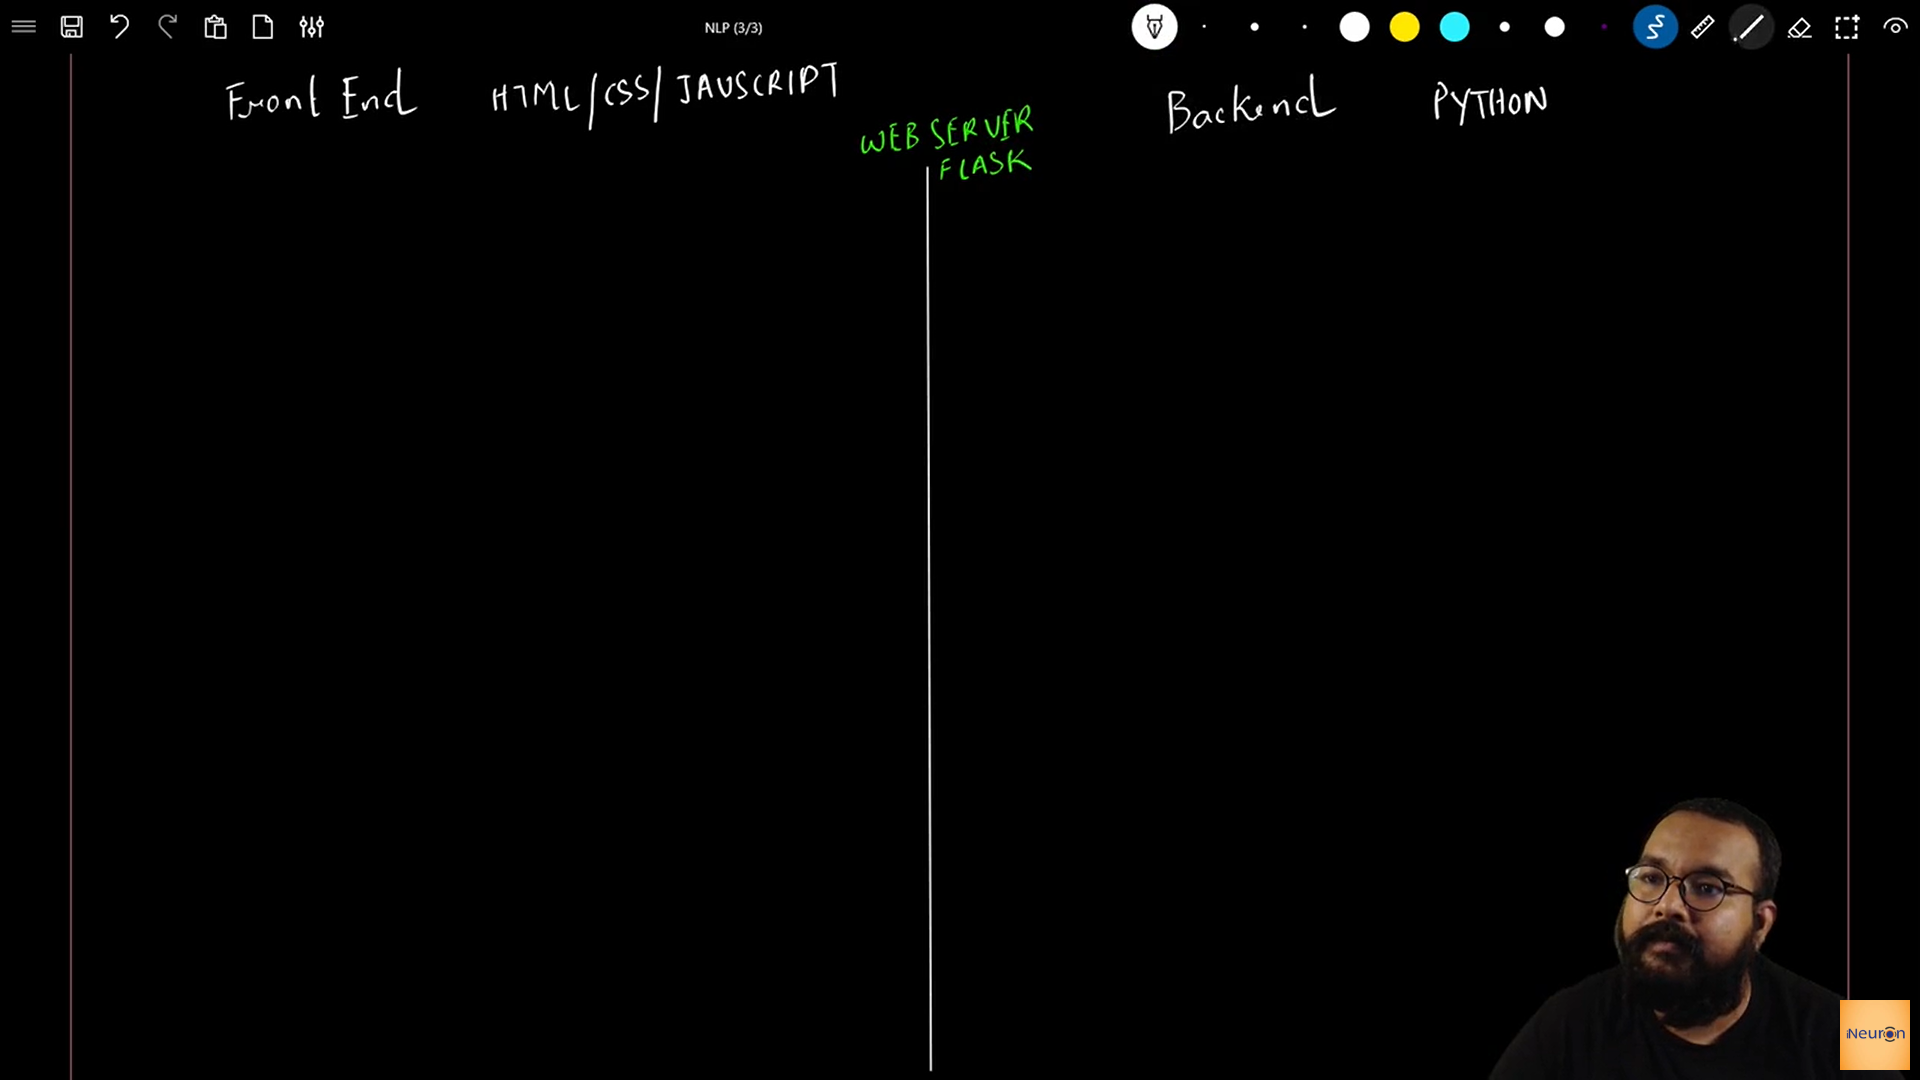 NLP (3/3)
Front End HTML/CSS/JAVSCRIPT
Backend PYTHON
WEB SERVER
FLASK
iNeuron